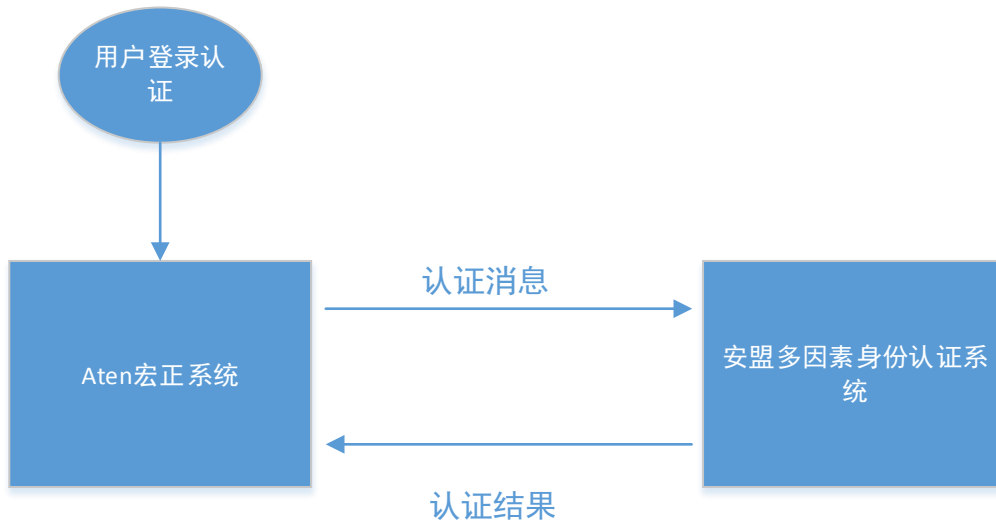 用户登录认
证
认证消息
Aten宏正系统
安盟多因素身份认证系
统
认证结果